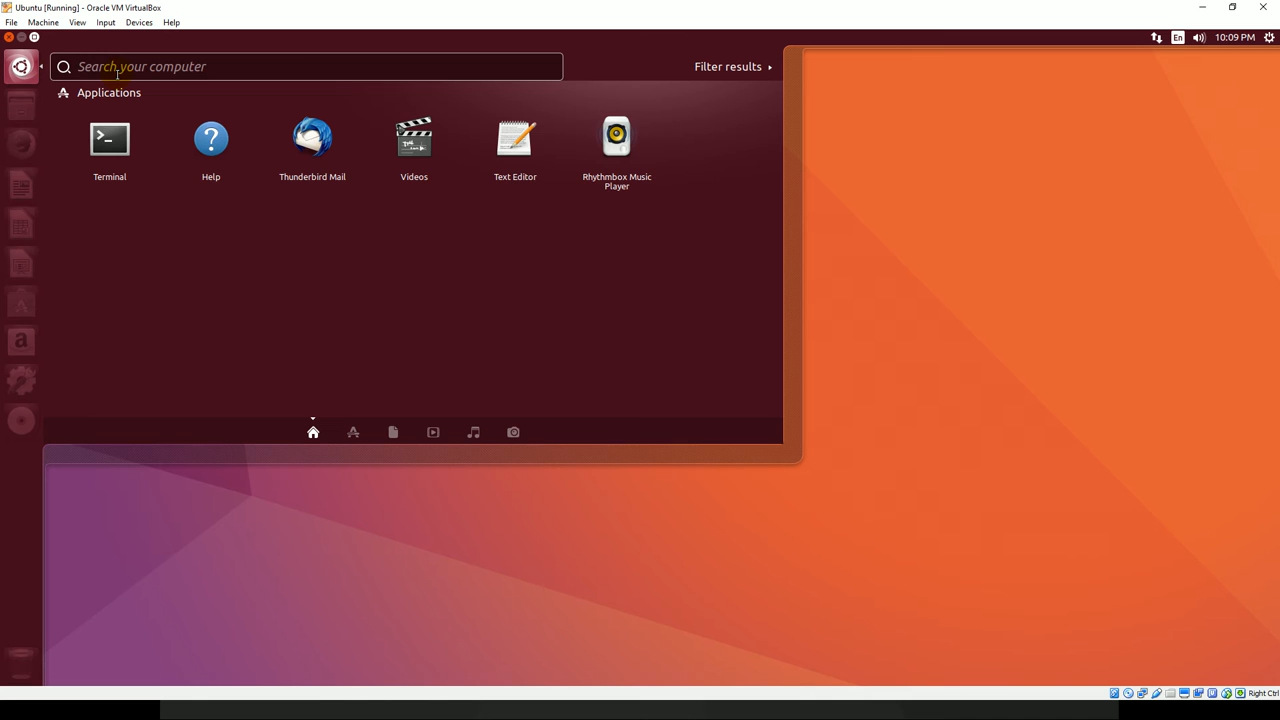 Ubuntu [Running] - Oracle VM VirtualBox
File Machine View Input Devices Help
En 10:09 PM
Search your computer
Filter results
Applications
Terminal
Help
Thunderbird Mail
Videos
Text Editor
Rhythmbox Music
Player
Right Ctrl